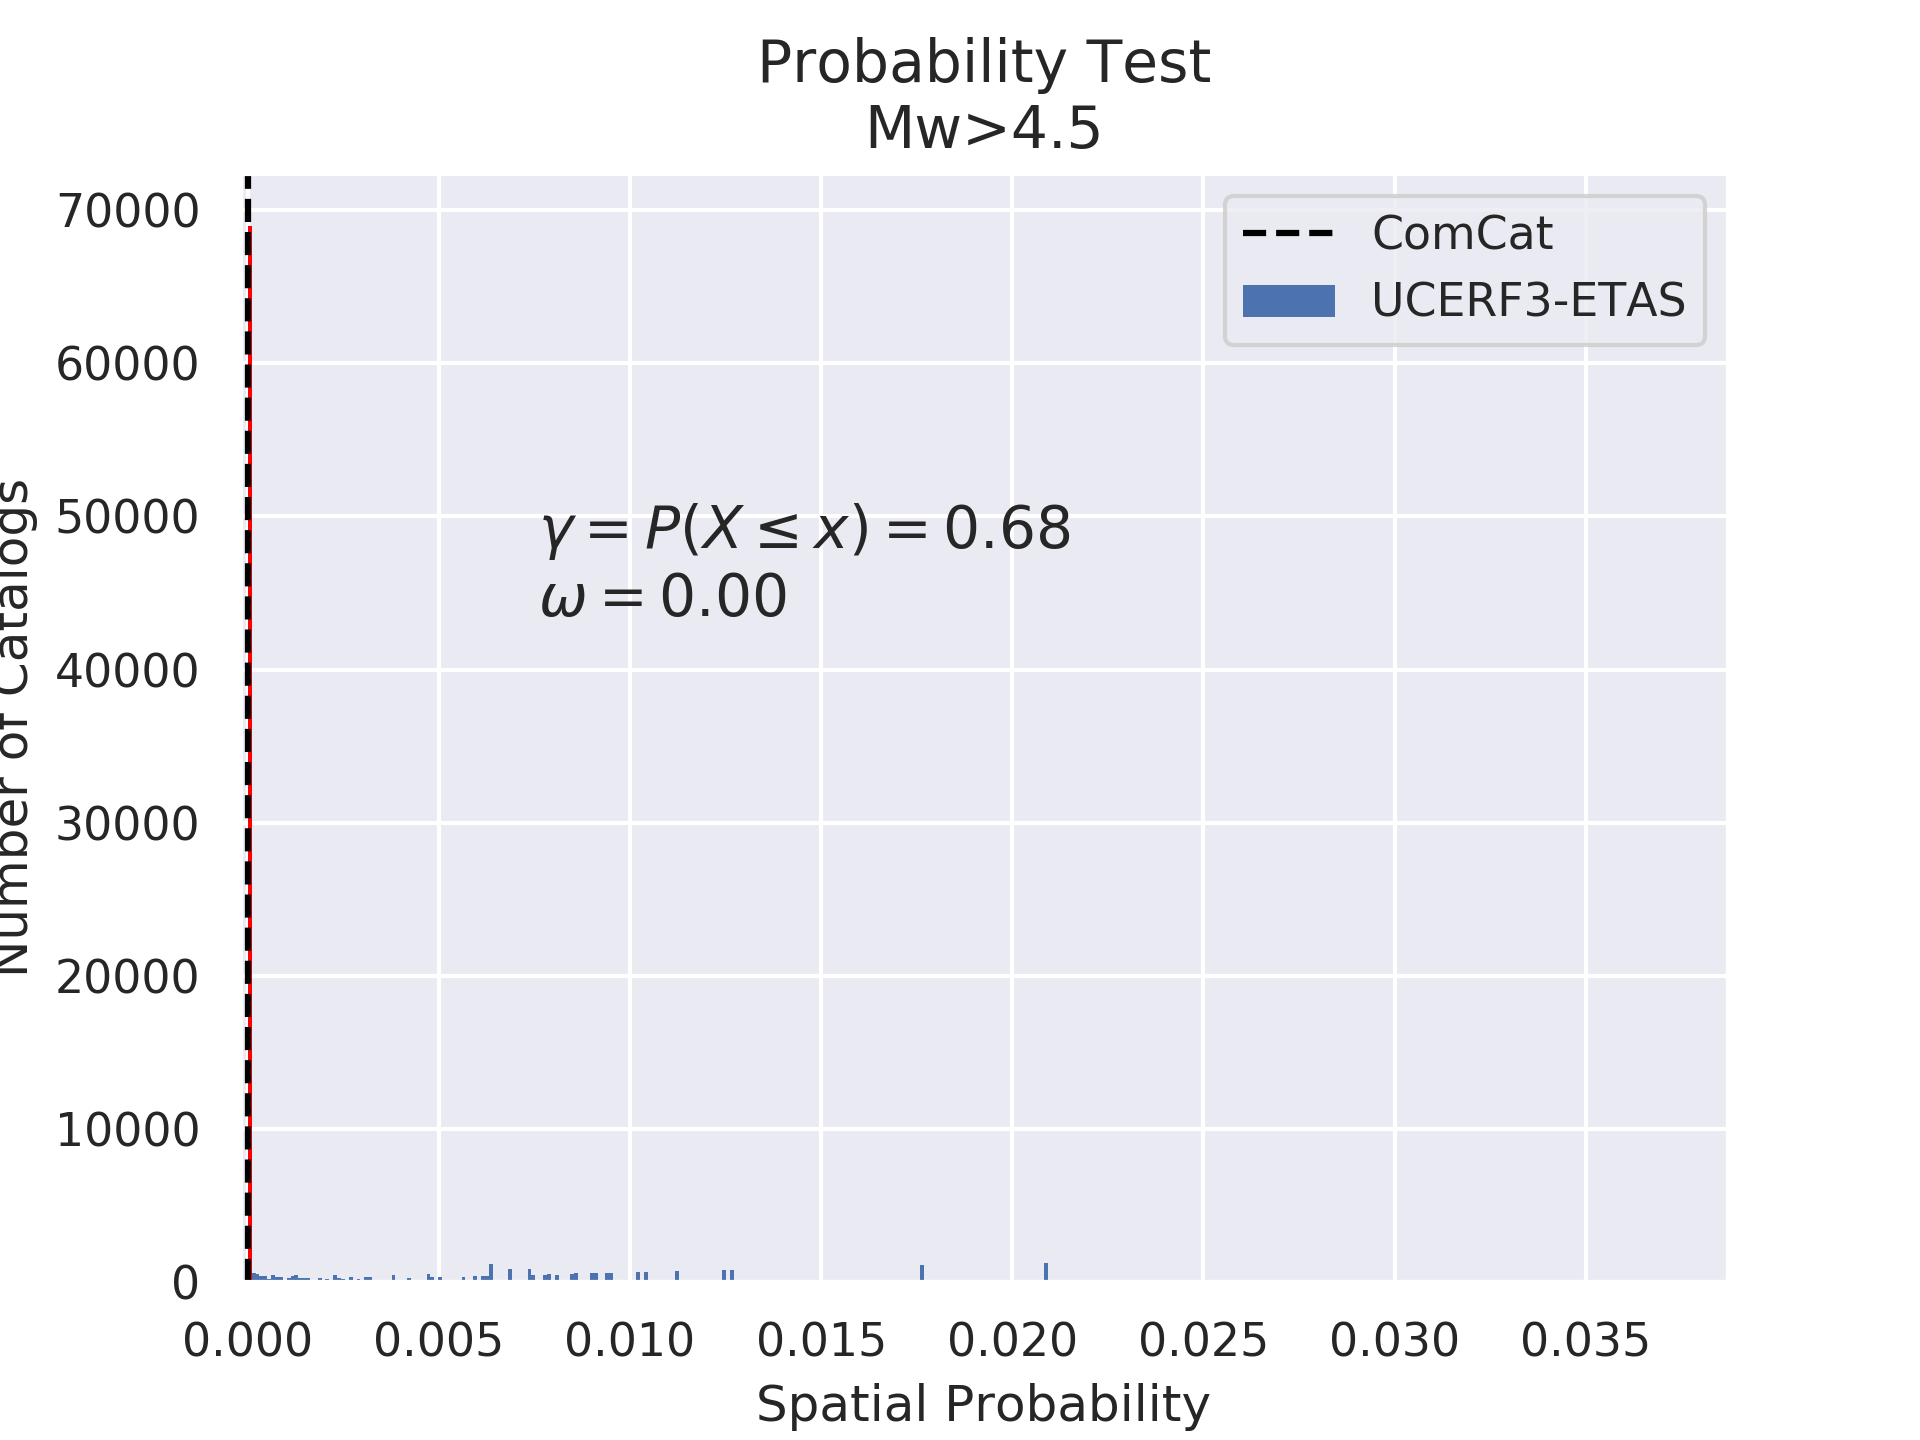 Probability Test
Mw>4.5
70000
60000
50000
40000
30000
20000
10000
0
Number of Catalogs
ComCat
UCERF3-ETAS
γ = P(X ≤ x) = 0.68
ω = 0.00
0.000 0.005 0.010 0.015 0.020 0.025 0.030 0.035
Spatial Probability